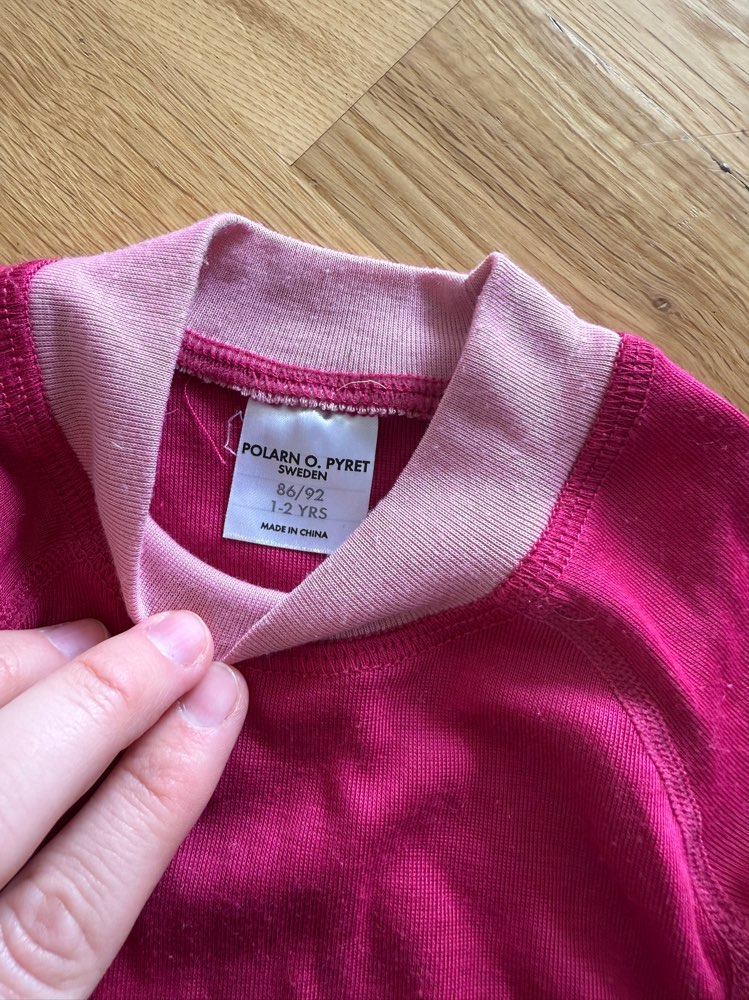 POLARN O. PYRET
SWEDEN
86/92
1-2 YRS
MADE IN CHINA